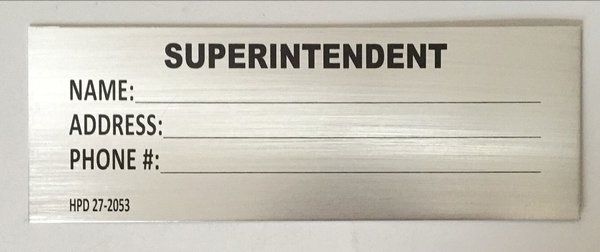 SUPERINTENDENT
NAME:
ADDRESS:
PHONE #:
HPD 27-2053